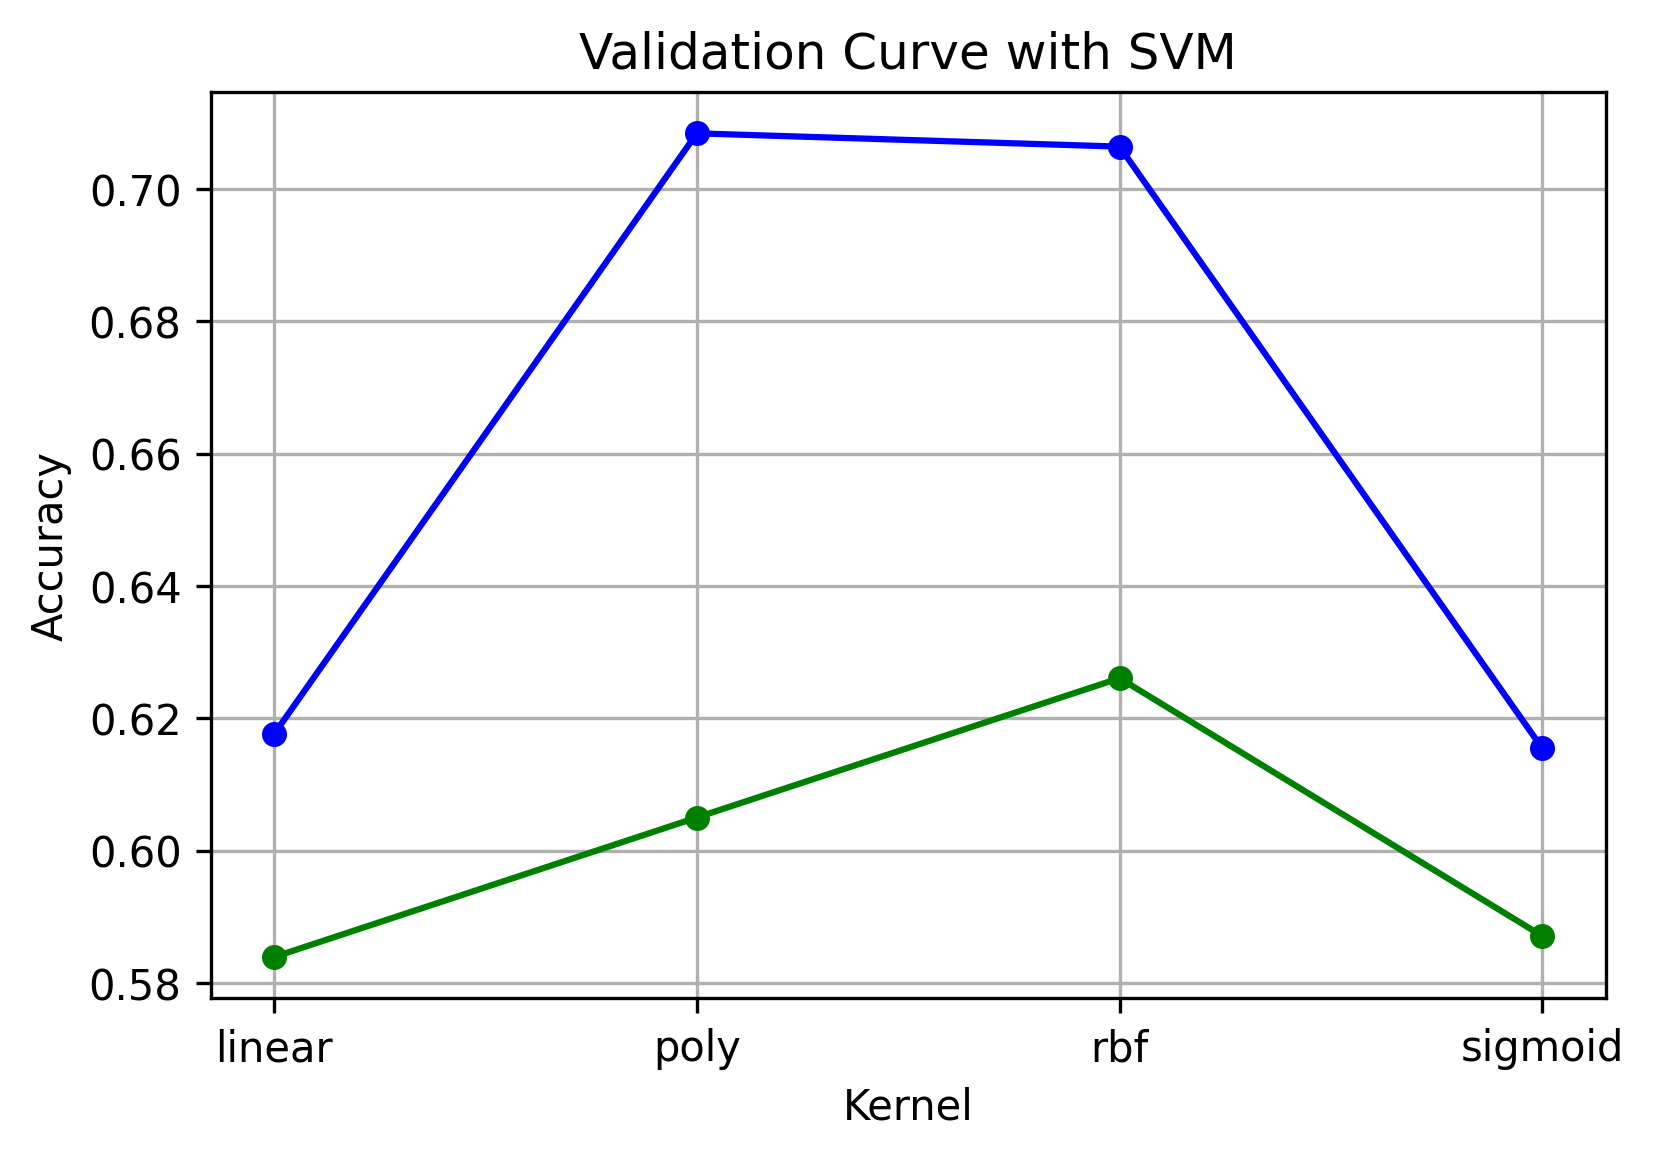 Validation Curve with SVM
Accuracy
0.70
0.68
0.66
0.64
0.62
0.60
0.58
linear poly rbf sigmoid
Kernel